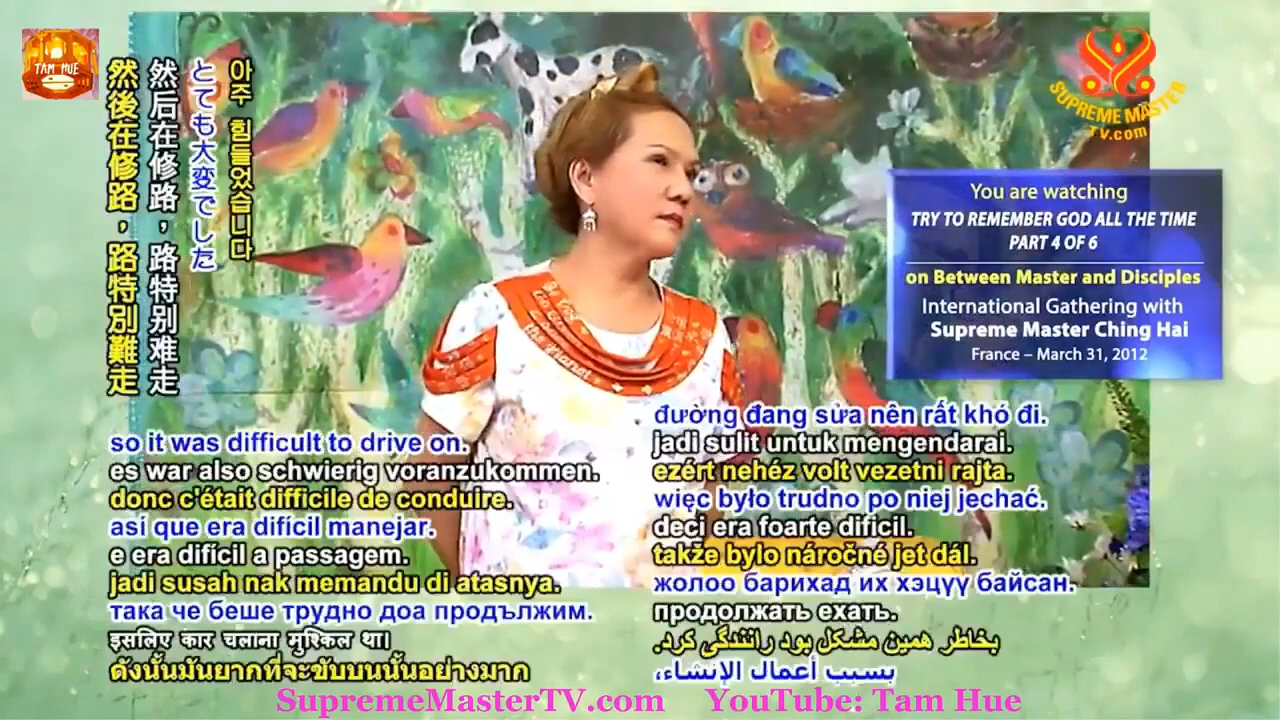 TAM HUE
SUPREME MASTER
TV.com
아주 힘들었습니다
とても大変でした
然后在修路，路特别难走
然後在修路，路特別難走
You are watching
TRY TO REMEMBER GOD ALL THE TIME
PART 4 OF 6
on Between Master and Disciples
International Gathering with
Supreme Master Ching Hai
France – March 31, 2012
so it was difficult to drive on.
es war also schwierig voranzukommen.
donc c'était difficile de conduire.
así que era difícil manejar.
e era difícil a passagem.
jadi susah nak memandu di atasnya.
така че беше трудно доа продължим.
इसलिए कार चलाना मुश्किल था।
ดังนั้นมันยากที่จะขับบนนั้นอย่างมาก
đường đang sửa nên rất khó đi.
jadi sulit untuk mengendarai.
ezért nehéz volt vezetni rajta.
więc było trudno po niej jechać.
deci era foarte dificil.
takže bylo náročné jet dál.
жолоо барихад их хэцүү байсан.
продолжать ехать.
بخاطر همین مشکل بود رانندگی کرد.
بسبب أعمال الإنشاء،
SupremeMasterTV.com YouTube: Tam Hue